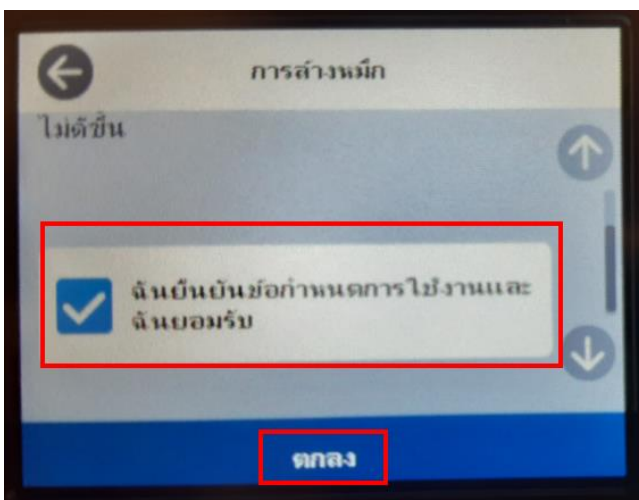 การล้างหมึก
ไม่ดีขึ้น
ฉันยืนยันข้อกำหนดการใช้งานและ
ฉันยอมรับ
ตกลง